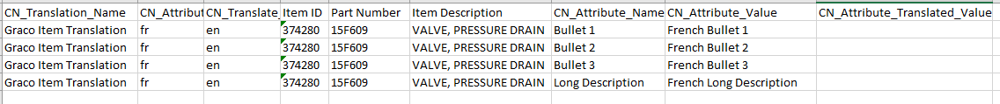 CN_Translation_Name CN_Attribut CN_Translate_ Item ID Part Number Item Description CN_Attribute_Name CN_Attribute_Value CN_Attribute_Translated_Value
Graco Item Translation fr en 374280 15F609 VALVE, PRESSURE DRAIN Bullet 1 French Bullet 1
Graco Item Translation fr en 374280 15F609 VALVE, PRESSURE DRAIN Bullet 2 French Bullet 2
Graco Item Translation fr en 374280 15F609 VALVE, PRESSURE DRAIN Bullet 3 French Bullet 3
Graco Item Translation fr en 374280 15F609 VALVE, PRESSURE DRAIN Long Description French Long Description